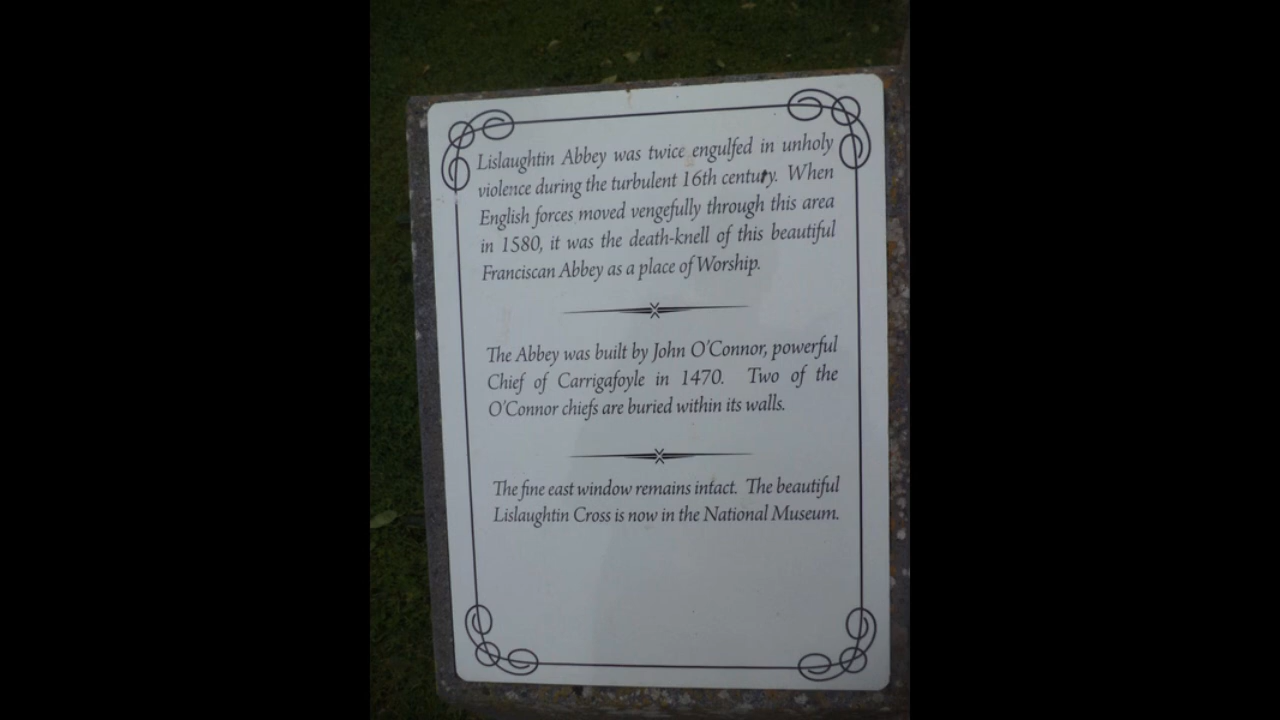 Lislaughtin Abbey was twice engulfed in unholy
violence during the turbulent 16th century. When
English forces moved vengefully through this area
in 1580, it was the death-knell of this beautiful
Franciscan Abbey as a place of Worship.
The Abbey was built by John O'Connor, powerful
Chief of Carrigafoyle in 1470. Two of the
O'Connor chiefs are buried within its walls.
The fine east window remains intact. The beautiful
Lislaughtin Cross is now in the National Museum.